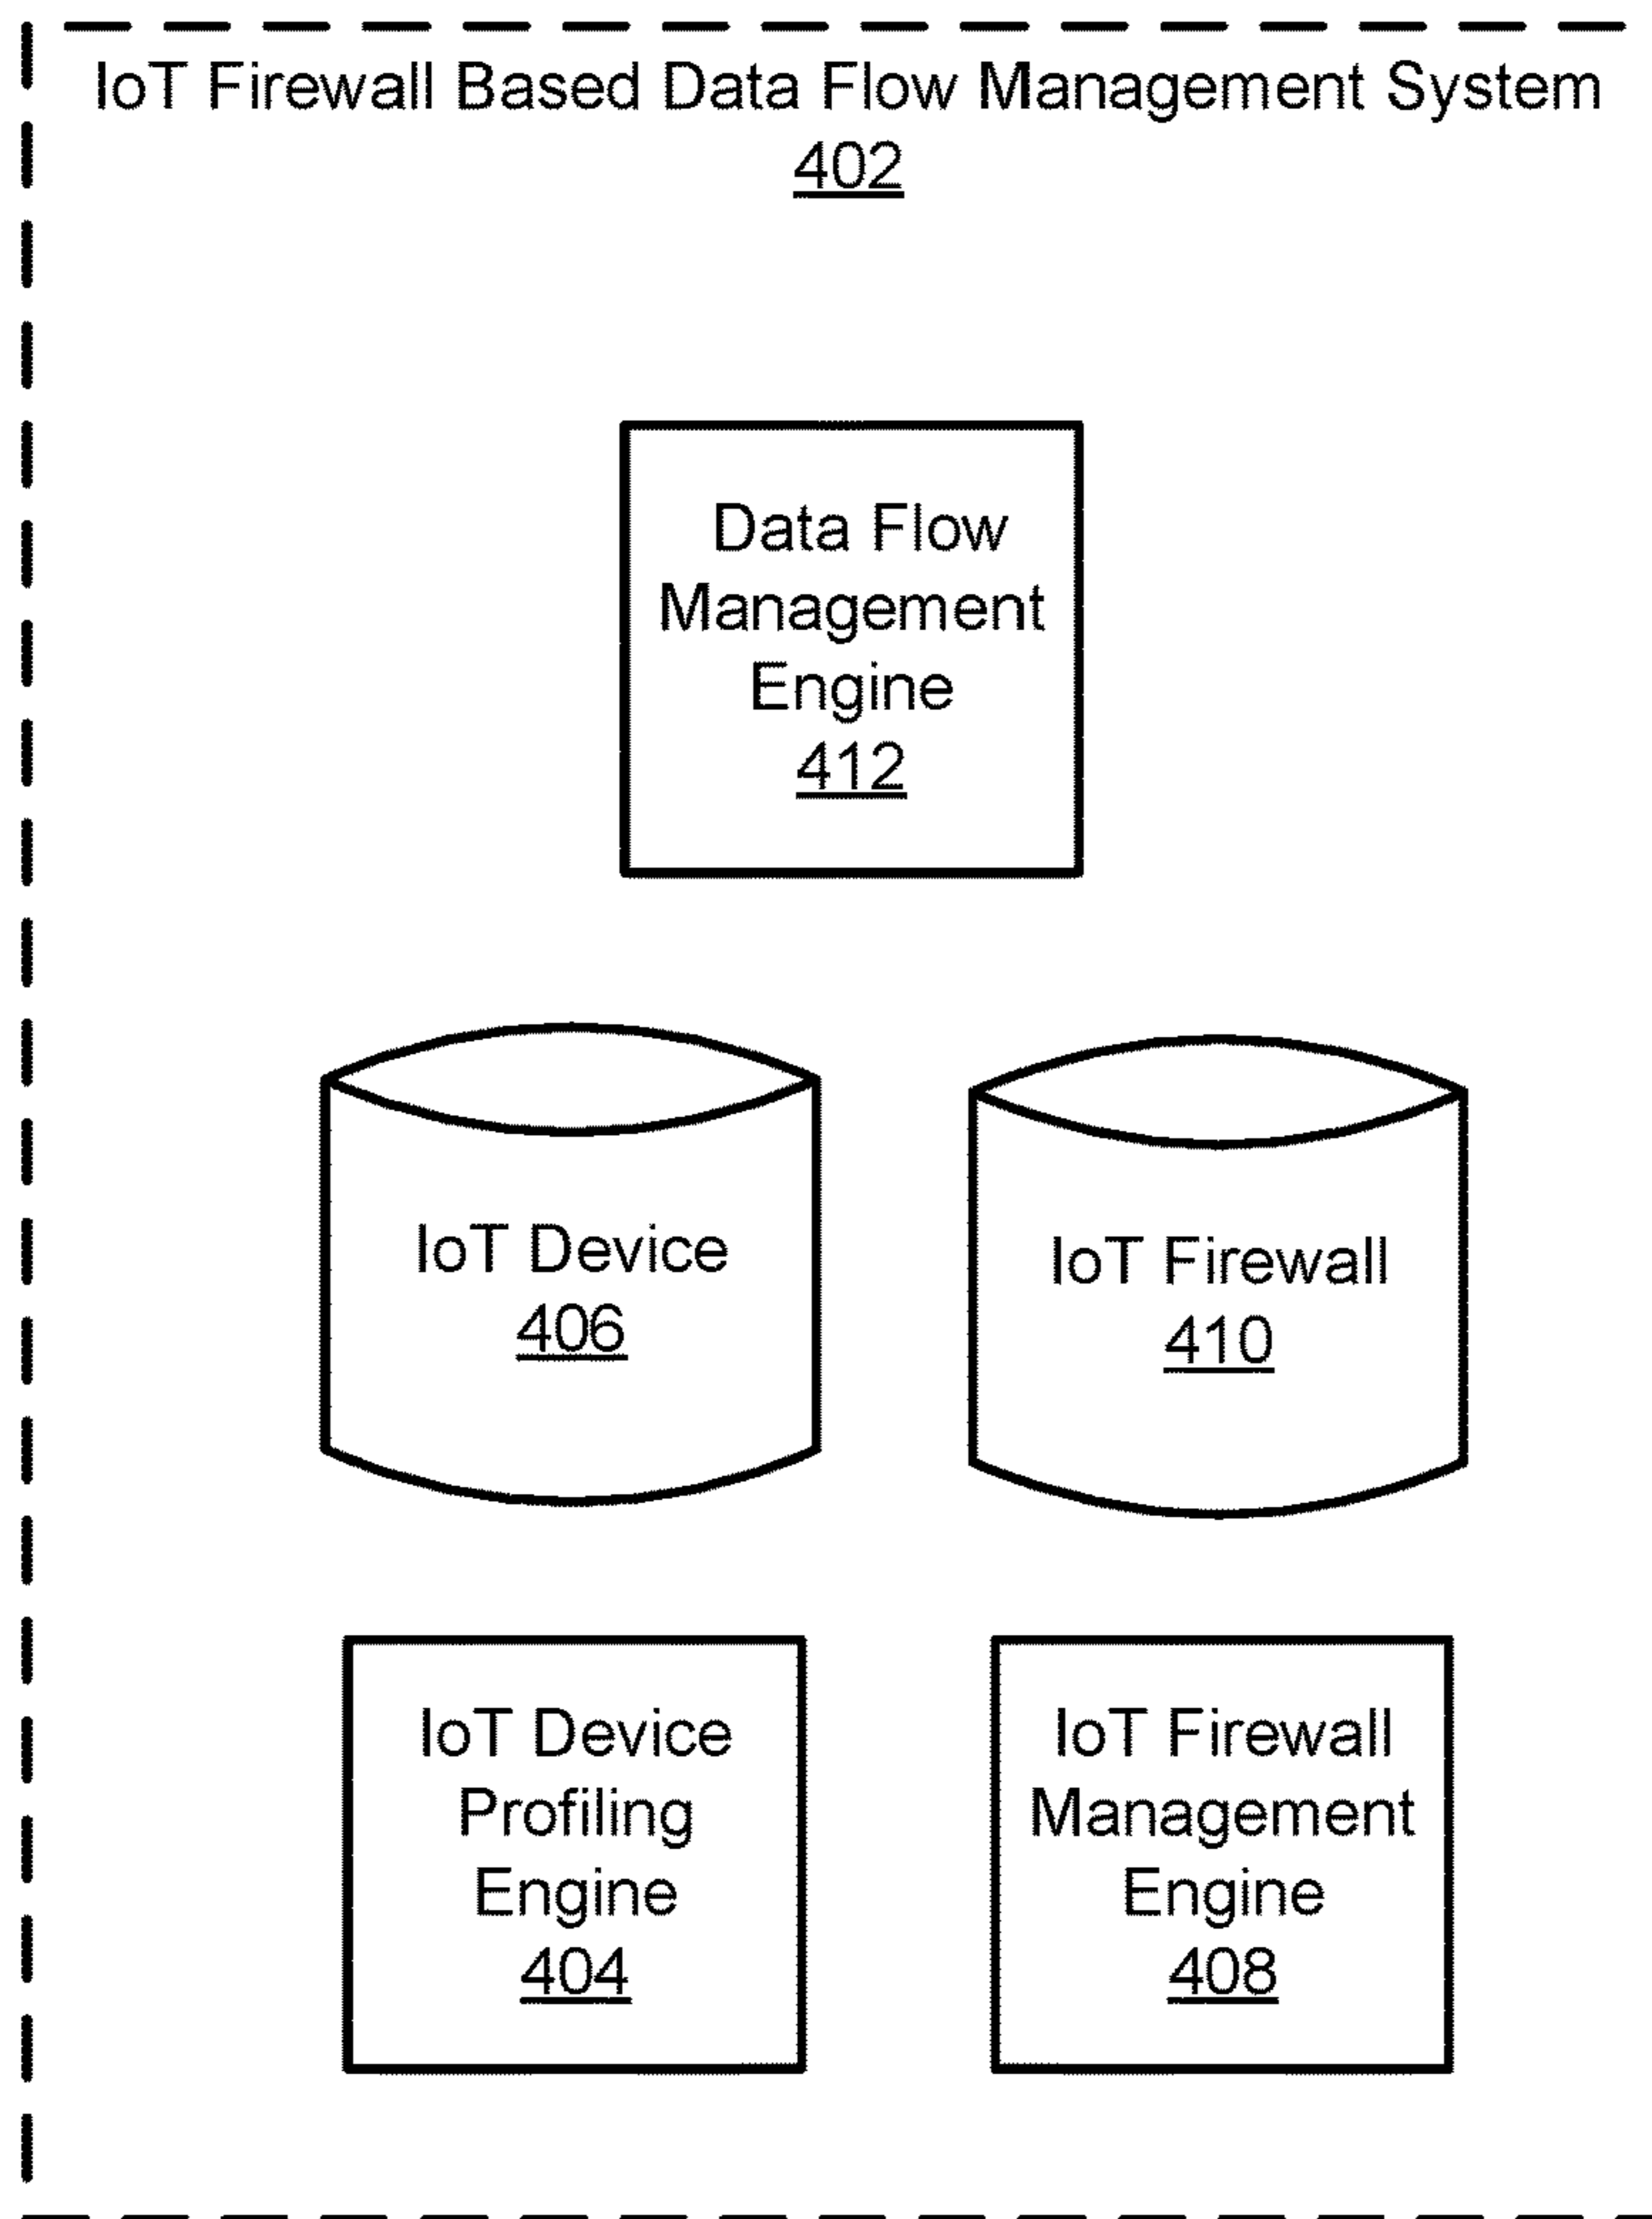 IoT Firewall Based Data Flow Management System
402
Data Flow
Management
Engine
412
IoT Device
406
IoT Firewall
410
IoT Device
Profiling
Engine
404
IoT Firewall
Management
Engine
408